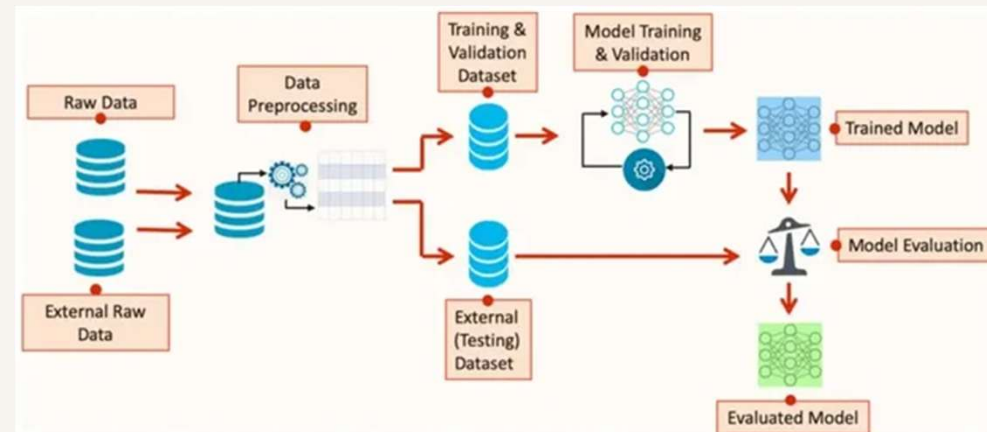 Raw Data
External Raw
Data
Data
Preprocessing
Training &
Validation
Dataset
External
(Testing)
Dataset
Model Training
& Validation
Trained Model
Model Evaluation
Evaluated Model